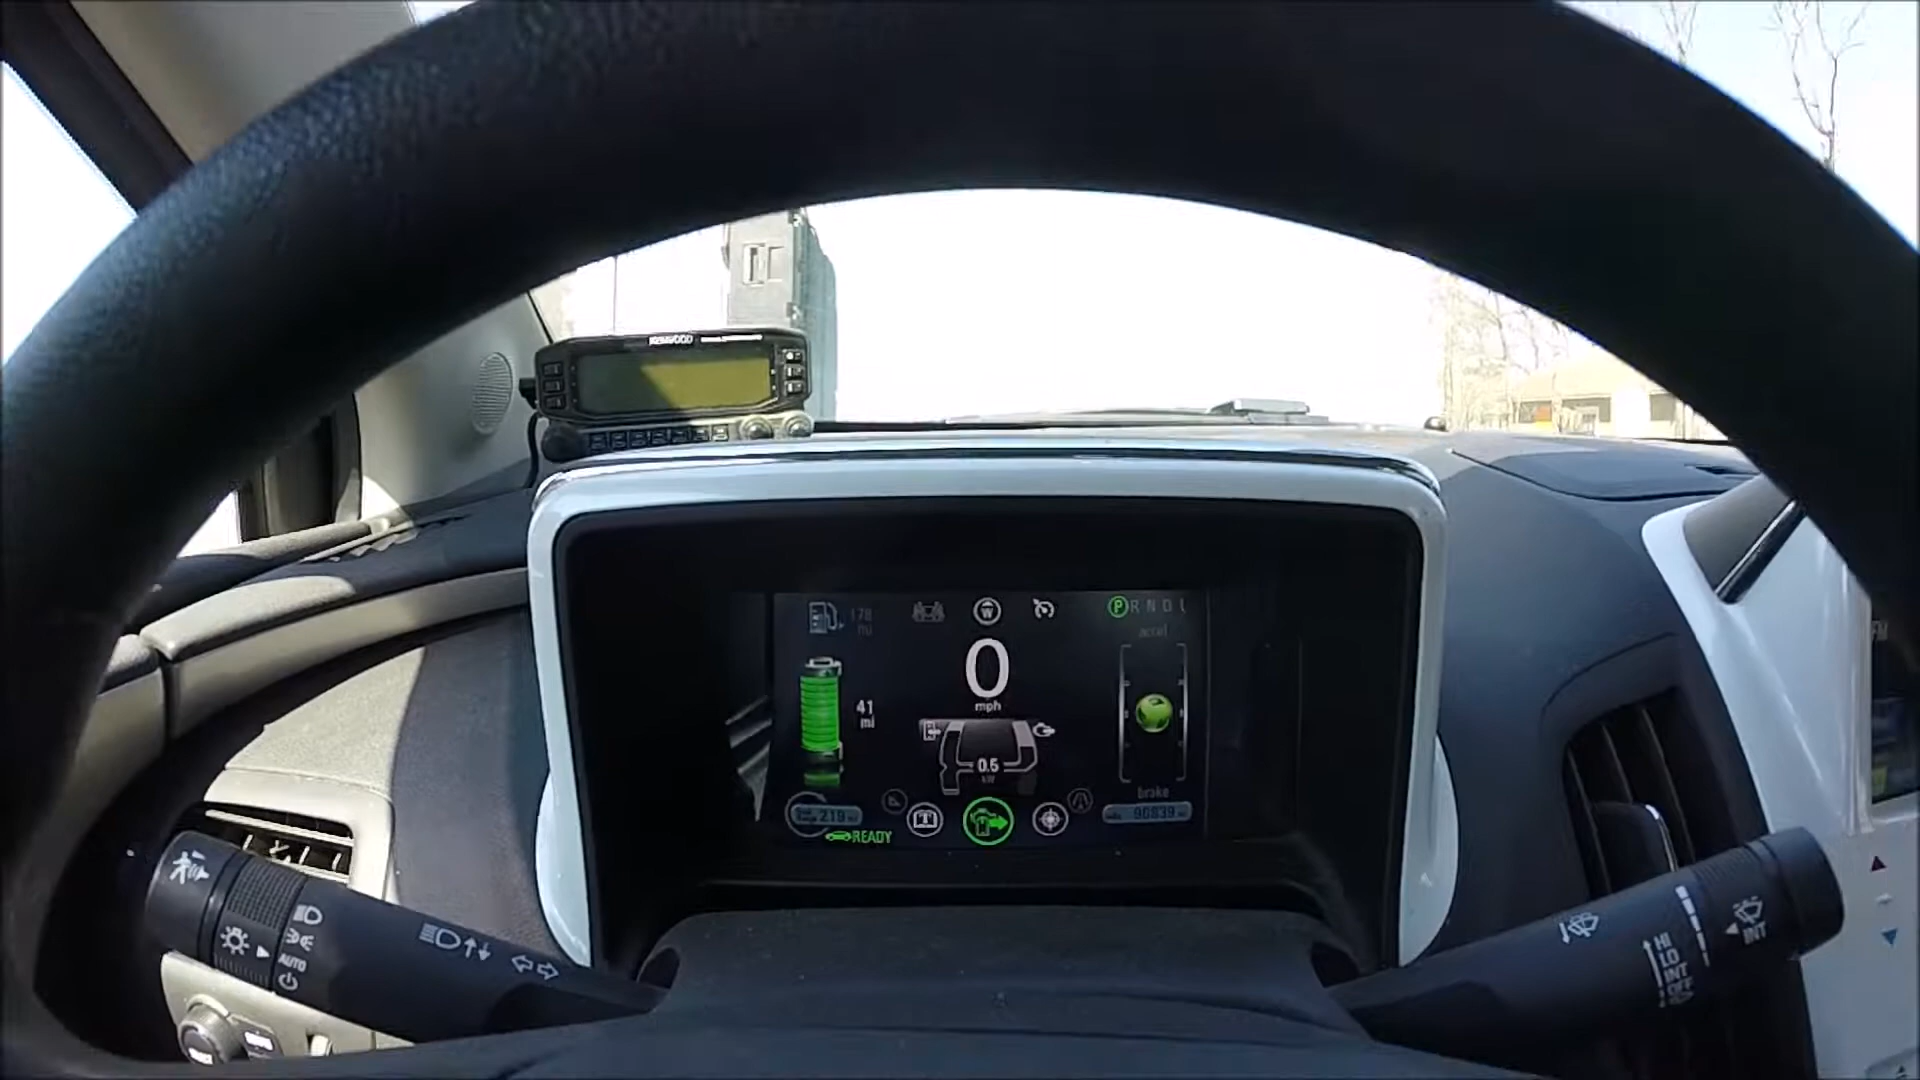 KENWOOD
178
mi
W
P R N D L
accel
0
mph
41
mi
0.5
kW
brake
219
90839
READY
AUTO
HI
LO
INT
OFF
INT
FM